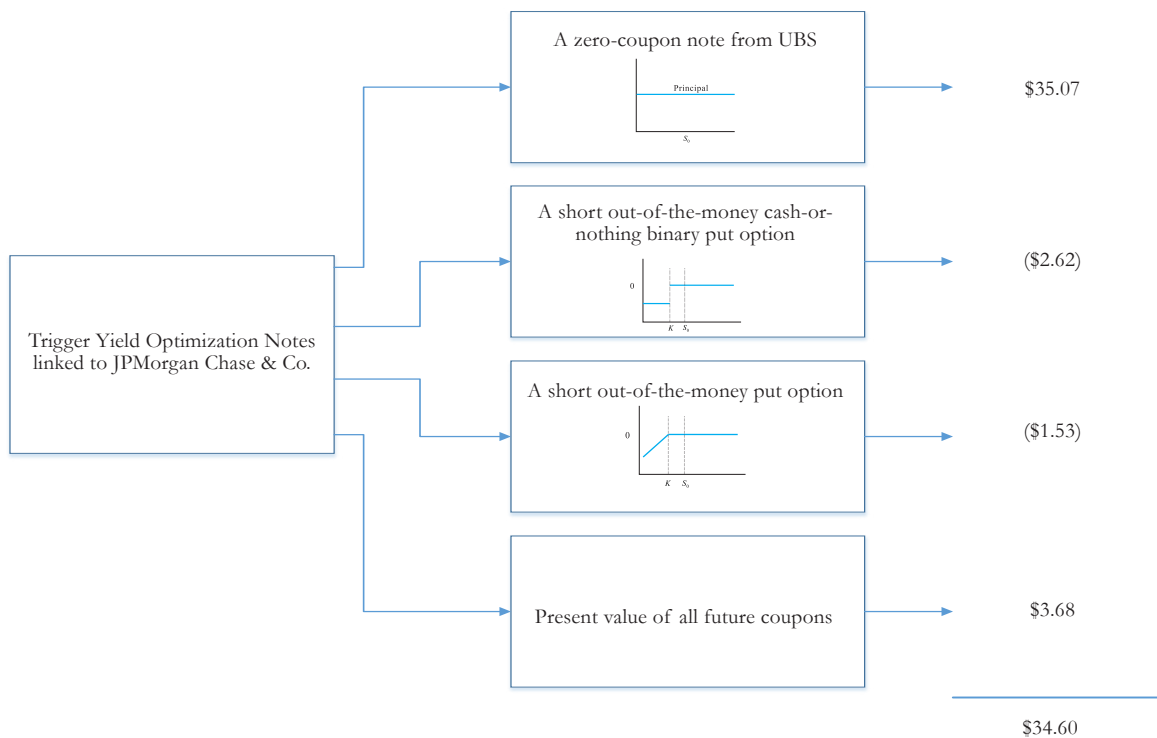 A zero-coupon note from UBS
Principal
S0
$35.07
A short out-of-the-money cash-or-
nothing binary put option
0
K
S0
($2.62)
Trigger Yield Optimization Notes
linked to JPMorgan Chase & Co.
A short out-of-the-money put option
0
K
S0
($1.53)
Present value of all future coupons
$3.68
$34.60